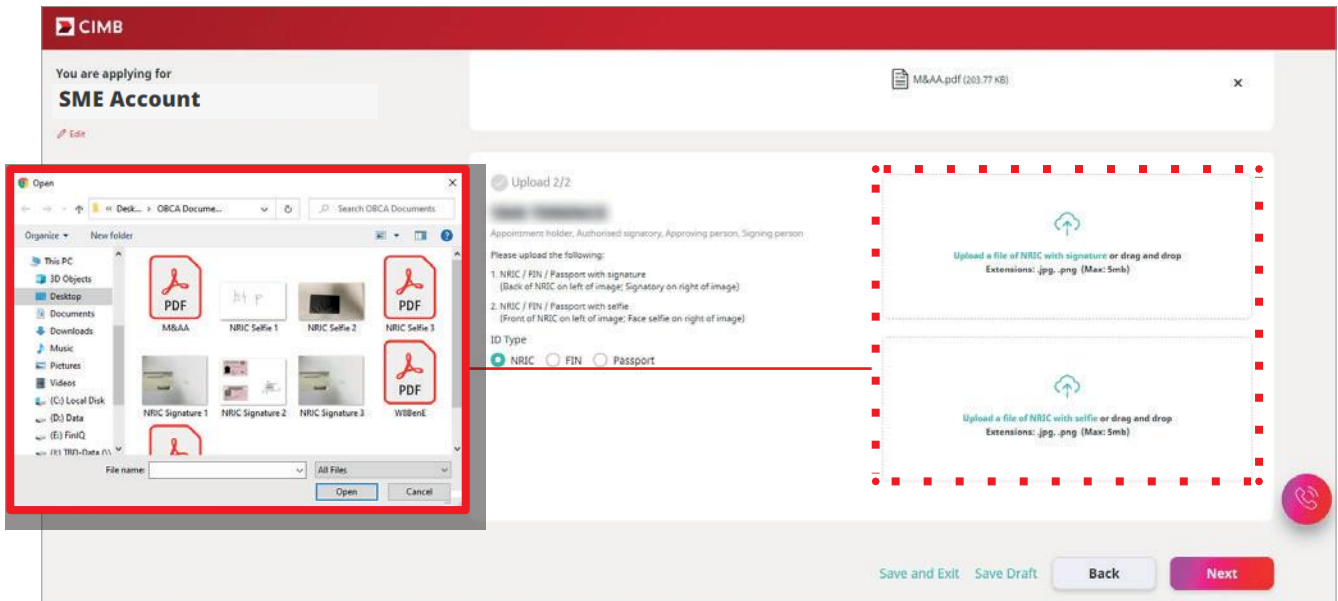 CIMB
You are applying for
SME Account
Edit
M&AA.pdf (203.77 KB)
Open
« Desk... › OBCA Docume...
Search OBCA Documents
Organize
New folder
This PC
3D Objects
Desktop
Documents
Downloads
Music
Pictures
Videos
(C:) Local Disk
(D:) Data
(E:) FinIQ
PDF
M&AA
NRIC Selfie 1
NRIC Selfie 2
PDF
NRIC Selfie 3
NRIC Signature 1
NRIC Signature 2
NRIC Signature 3
PDF
W8BenE
File name:
All Files
Open
Cancel
Upload 2/2
Appointment holder, Authorised signatory, Approving person, Signing person
Please upload the following:
1. NRIC / FIN / Passport with signature
(Back of NRIC on left of image; Signatory on right of image)
2. NRIC / FIN / Passport with selfie
(Front of NRIC on left of image; Face selfie on right of image)
ID Type
NRIC
FIN
Passport
Upload a file of NRIC with signature or drag and drop
Extensions: .jpg, .png (Max: 5mb)
Upload a file of NRIC with selfie or drag and drop
Extensions: .jpg, .png (Max: 5mb)
Save and Exit
Save Draft
Back
Next